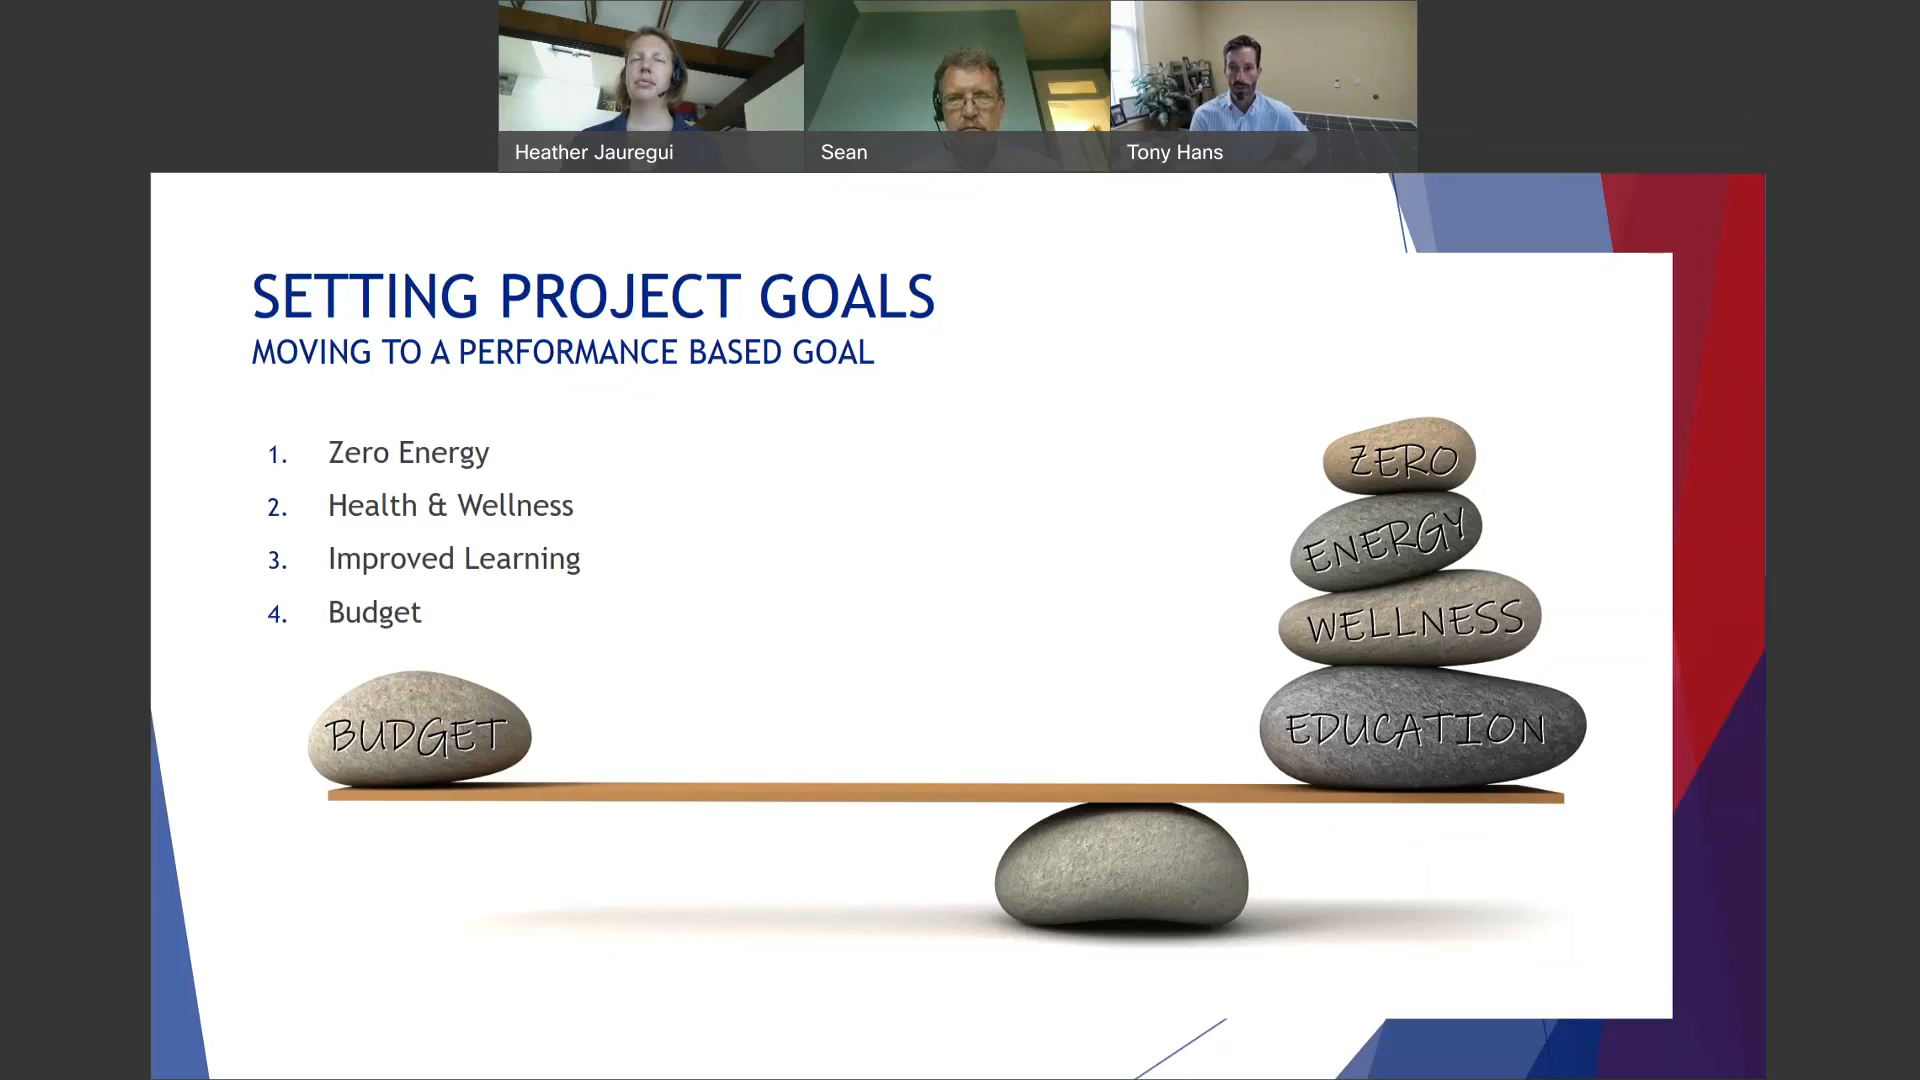 Heather Jauregui
Sean
Tony Hans
SETTING PROJECT GOALS
MOVING TO A PERFORMANCE BASED GOAL
1. Zero Energy
2. Health & Wellness
3. Improved Learning
4. Budget
ZERO
ENERGY
WELLNESS
EDUCATION
BUDGET